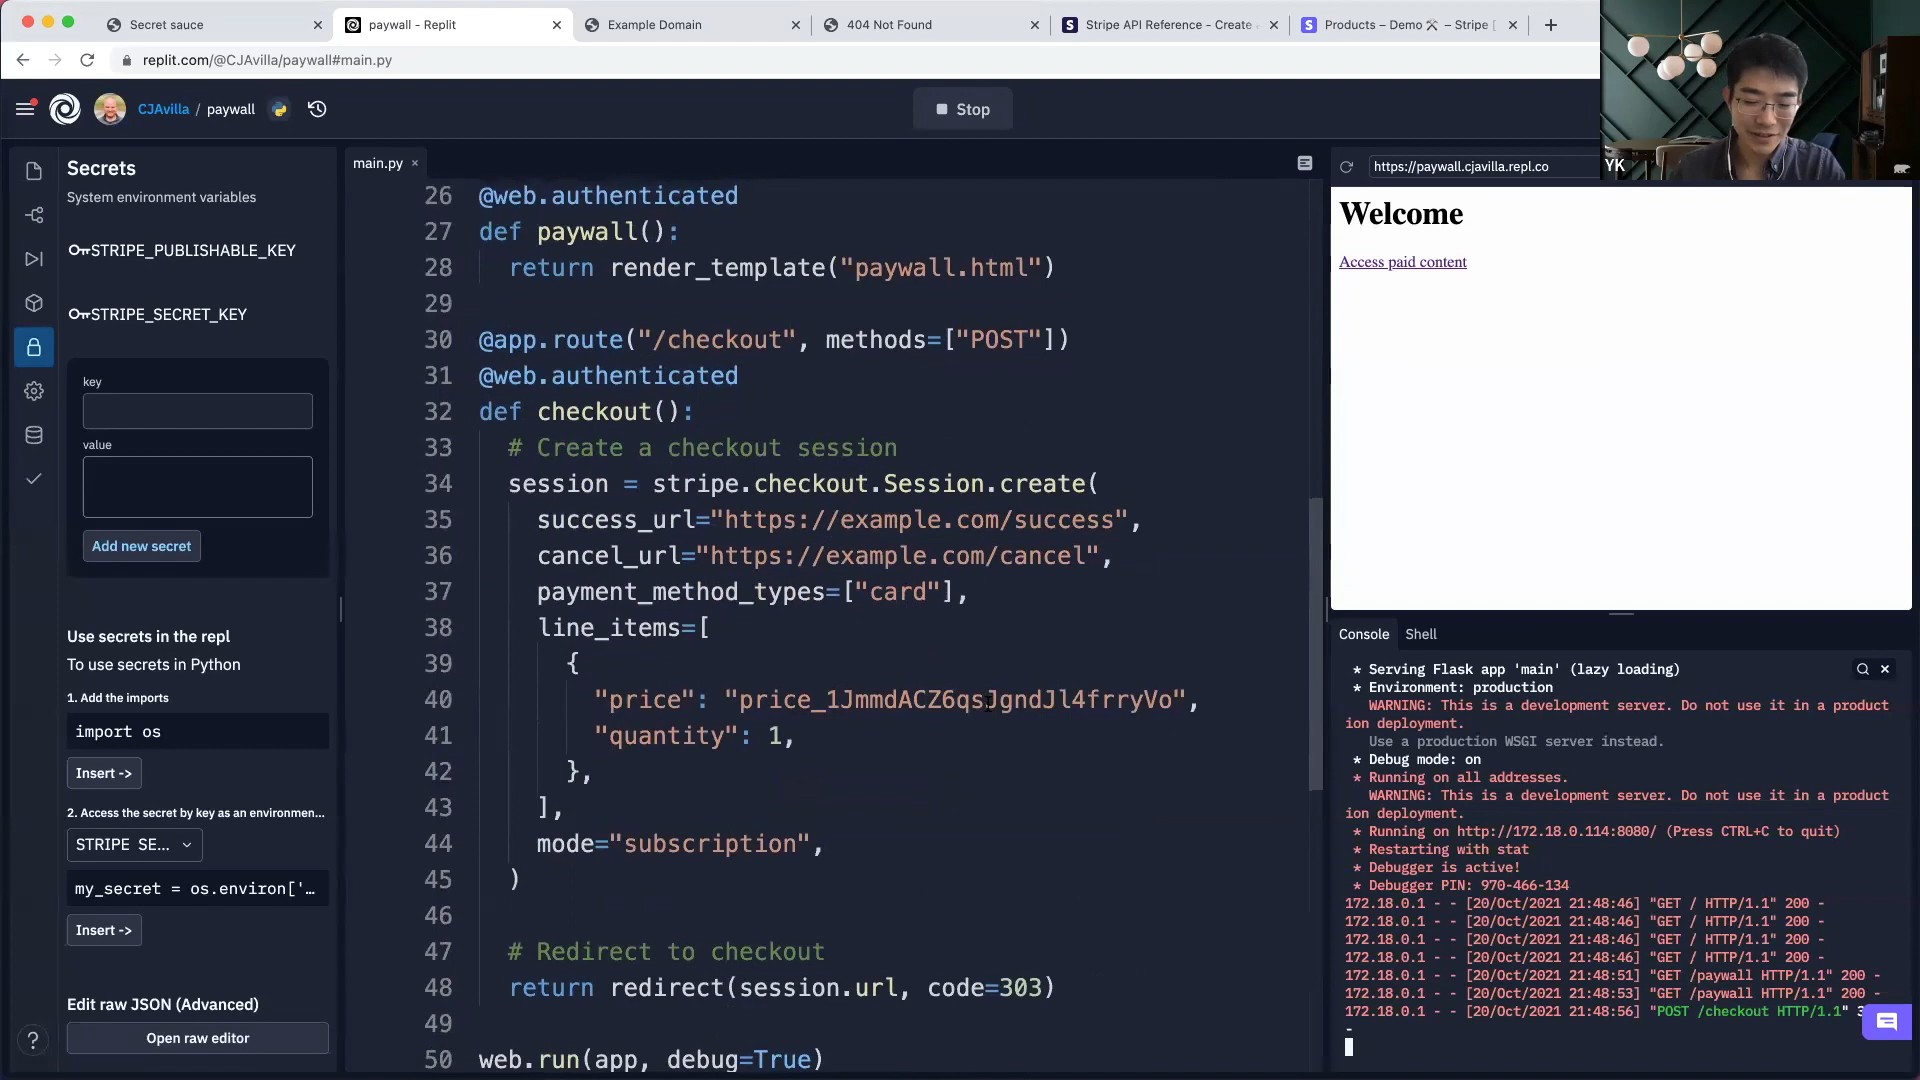 Secret sauce
paywall - Replit
Example Domain
404 Not Found
Stripe API Reference - Create
Products – Demo 🛠 – Stripe [
replit.com/@CJAvilla/paywall#main.py
CJAvilla / paywall
Stop
Secrets
System environment variables
STRIPE_PUBLISHABLE_KEY
STRIPE_SECRET_KEY
key
value
Add new secret
Use secrets in the repl
To use secrets in Python
1. Add the imports
import os
Insert ->
2. Access the secret by key as an environmen...
STRIPE SE...
my_secret = os.environ['…
Insert ->
Edit raw JSON (Advanced)
Open raw editor
?
main.py
26 @web.authenticated
27 def paywall():
28 return render_template("paywall.html")
29
30 @app.route("/checkout", methods=["POST"])
31 @web.authenticated
32 def checkout():
33 # Create a checkout session
34 session = stripe.checkout.Session.create(
35 success_url="https://example.com/success",
36 cancel_url="https://example.com/cancel",
37 payment_method_types=["card"],
38 line_items=[
39 {
40 "price": "price_1JmmdACZ6qsJgndJl4frryVo",
41 "quantity": 1,
42 },
43 ],
44 mode="subscription",
45 )
46
47 # Redirect to checkout
48 return redirect(session.url, code=303)
49
50 web.run(app, debug=True)
https://paywall.cjavilla.repl.co
YK
Welcome
Access paid content
Console
Shell
* Serving Flask app 'main' (lazy loading)
* Environment: production
WARNING: This is a development server. Do not use it in a product
ion deployment.
Use a production WSGI server instead.
* Debug mode: on
* Running on all addresses.
WARNING: This is a development server. Do not use it in a product
ion deployment.
* Running on http://172.18.0.114:8080/ (Press CTRL+C to quit)
* Restarting with stat
* Debugger is active!
* Debugger PIN: 970-466-134
172.18.0.1 - - [20/Oct/2021 21:48:46] "GET / HTTP/1.1" 200 -
172.18.0.1 - - [20/Oct/2021 21:48:46] "GET / HTTP/1.1" 200 -
172.18.0.1 - - [20/Oct/2021 21:48:46] "GET / HTTP/1.1" 200 -
172.18.0.1 - - [20/Oct/2021 21:48:46] "GET / HTTP/1.1" 200 -
172.18.0.1 - - [20/Oct/2021 21:48:51] "GET /paywall HTTP/1.1" 200 -
172.18.0.1 - - [20/Oct/2021 21:48:53] "GET /paywall HTTP/1.1" 200 -
172.18.0.1 - - [20/Oct/2021 21:48:56] "POST /checkout HTTP/1.1" 3
-